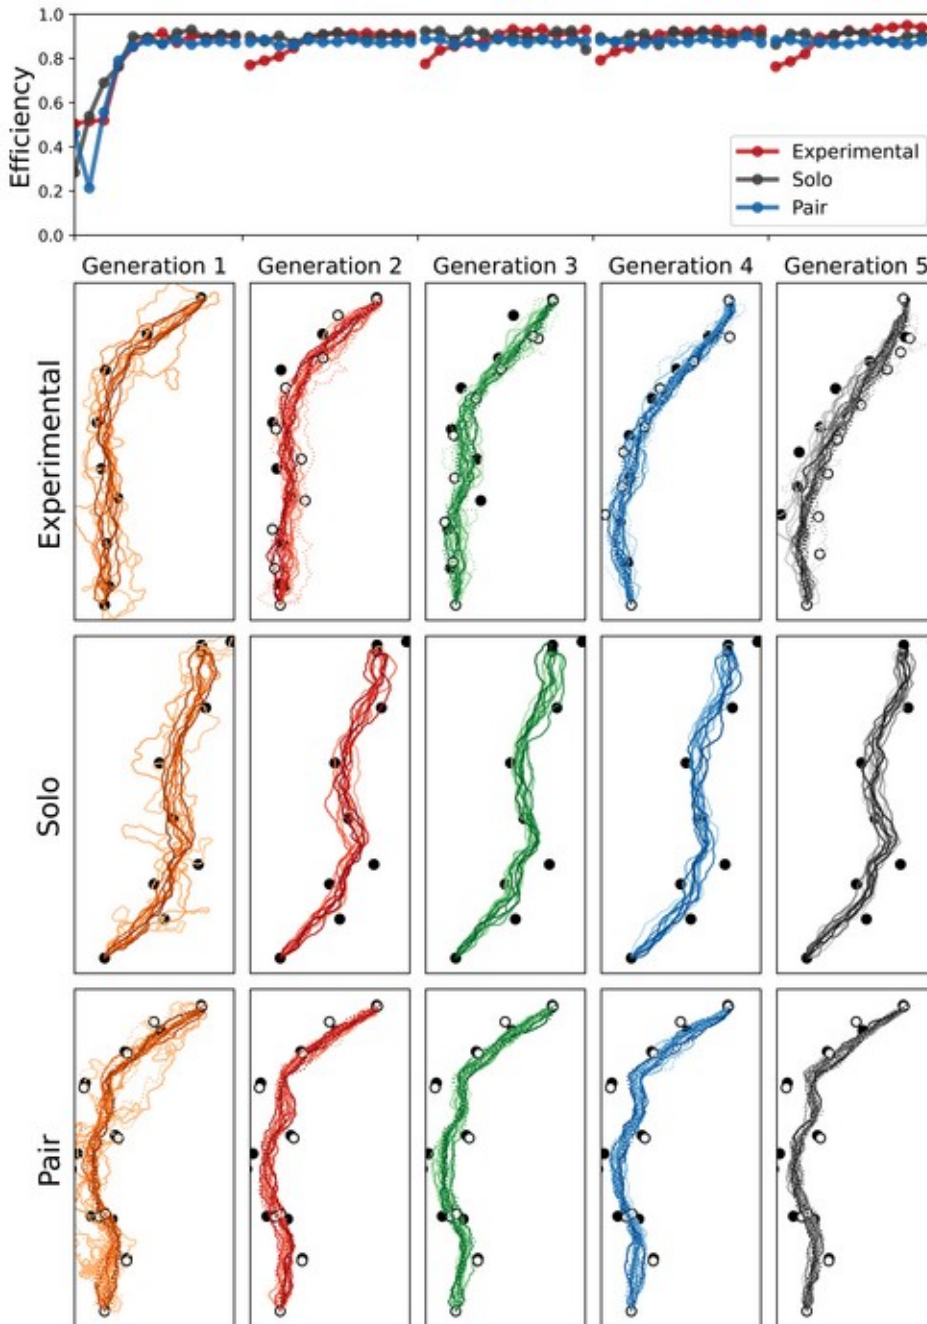 1.0
0.8
0.6
0.4
0.2
0.0
Efficiency
Experimental
Solo
Pair
Generation 1 Generation 2 Generation 3 Generation 4 Generation 5
Experimental
Solo
Pair